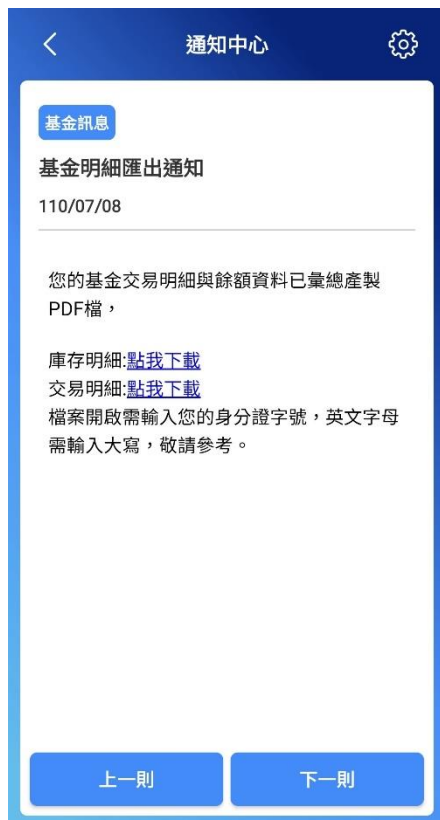 通知中心
基金訊息
基金明細匯出通知
110/07/08
您的基金交易明細與餘額資料已彙總產製
PDF檔，
庫存明細:點我下載
交易明細:點我下載
檔案開啟需輸入您的身分證字號，英文字母
需輸入大寫，敬請參考。
上一則
下一則